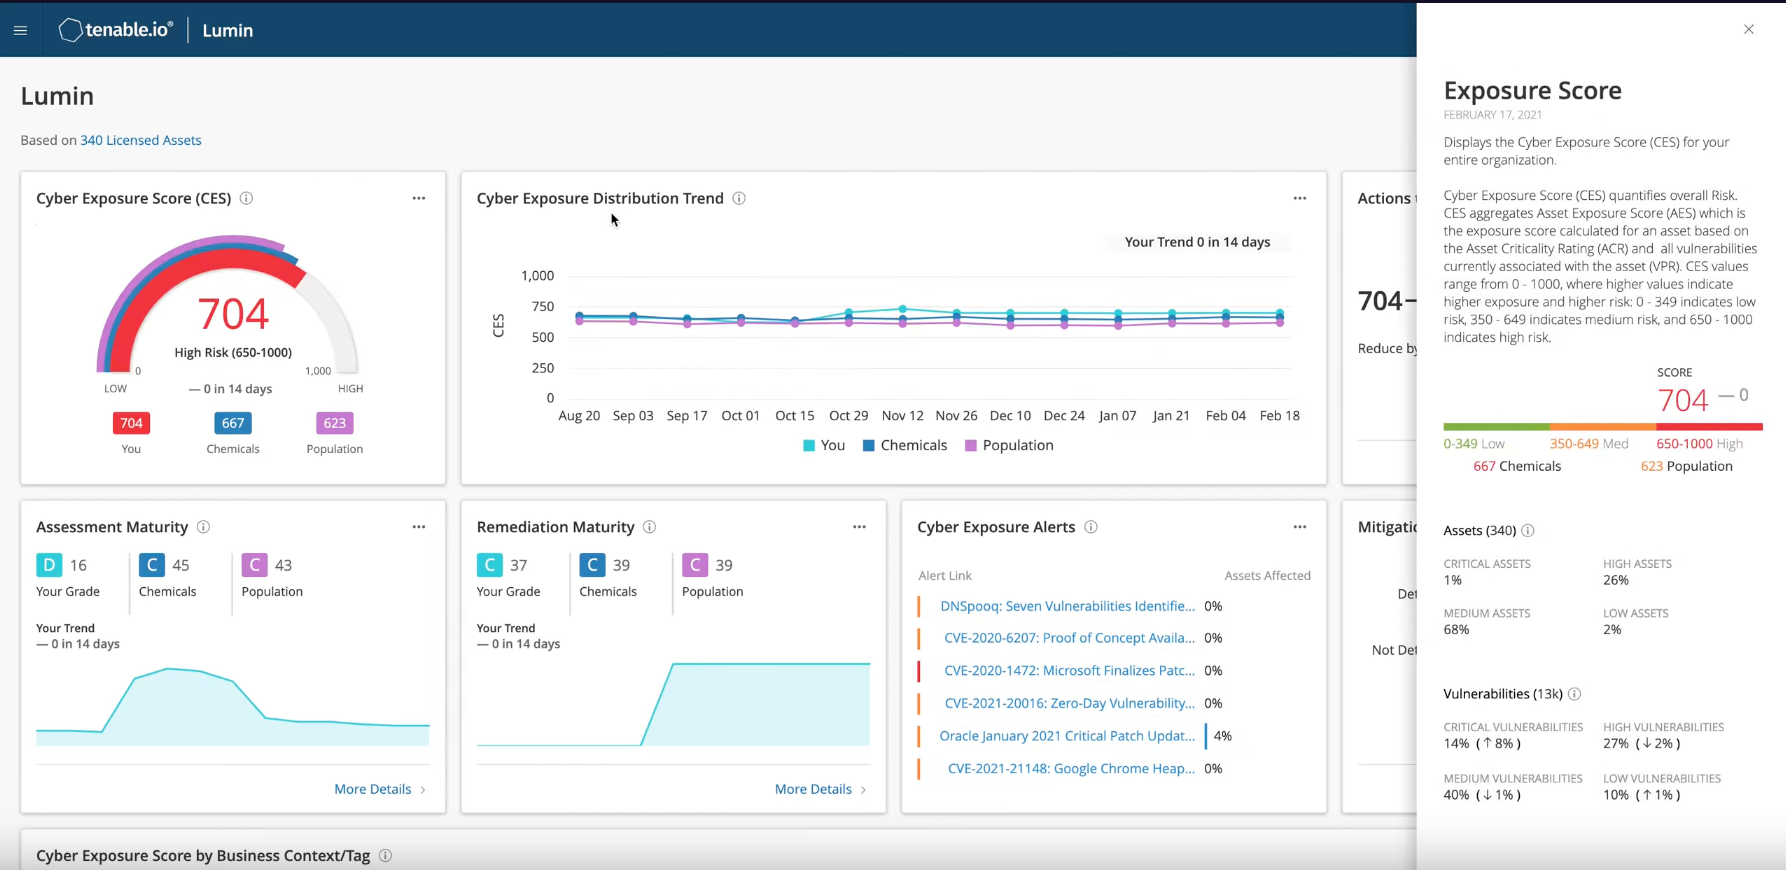 tenable.io® Lumin
Lumin
Based on 340 Licensed Assets
Cyber Exposure Score (CES)
704
High Risk (650-1000)
0 1,000
LOW — 0 in 14 days HIGH
704 667 623
You Chemicals Population
Cyber Exposure Distribution Trend
Your Trend 0 in 14 days
1,000
750
500
250
0
CES
Aug 20 Sep 03 Sep 17 Oct 01 Oct 15 Oct 29 Nov 12 Nov 26 Dec 10 Dec 24 Jan 07 Jan 21 Feb 04 Feb 18
You Chemicals Population
Actions
704
Reduce by
Assessment Maturity
D 16 C 45 C 43
Your Grade Chemicals Population
Your Trend
— 0 in 14 days
More Details
Remediation Maturity
C 37 C 39 C 39
Your Grade Chemicals Population
Your Trend
— 0 in 14 days
More Details
Cyber Exposure Alerts
Alert Link Assets Affected
DNSpooq: Seven Vulnerabilities Identifie... 0%
CVE-2020-6207: Proof of Concept Availa... 0%
CVE-2020-1472: Microsoft Finalizes Patc... 0%
CVE-2021-20016: Zero-Day Vulnerability... 0%
Oracle January 2021 Critical Patch Updat... 4%
CVE-2021-21148: Google Chrome Heap... 0%
Mitigatio
Det
Not Det
Cyber Exposure Score by Business Context/Tag
Exposure Score
FEBRUARY 17, 2021
Displays the Cyber Exposure Score (CES) for your
entire organization.
Cyber Exposure Score (CES) quantifies overall Risk.
CES aggregates Asset Exposure Score (AES) which is
the exposure score calculated for an asset based on
the Asset Criticality Rating (ACR) and all vulnerabilities
currently associated with the asset (VPR). CES values
range from 0 - 1000, where higher values indicate
higher exposure and higher risk: 0 - 349 indicates low
risk, 350 - 649 indicates medium risk, and 650 - 1000
indicates high risk.
SCORE
704 — 0
0-349 Low 350-649 Med 650-1000 High
667 Chemicals 623 Population
Assets (340)
CRITICAL ASSETS HIGH ASSETS
1% 26%
MEDIUM ASSETS LOW ASSETS
68% 2%
Vulnerabilities (13k)
CRITICAL VULNERABILITIES HIGH VULNERABILITIES
14% (↑8%) 27% (↓2%)
MEDIUM VULNERABILITIES LOW VULNERABILITIES
40% (↓1%) 10% (↑1%)